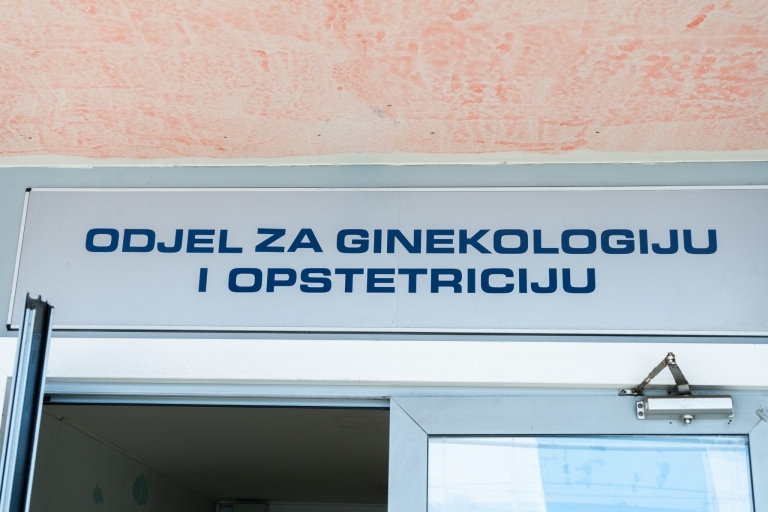 ODJEL ZA GINEKOLOGIJU
I OPSTETRICIJU